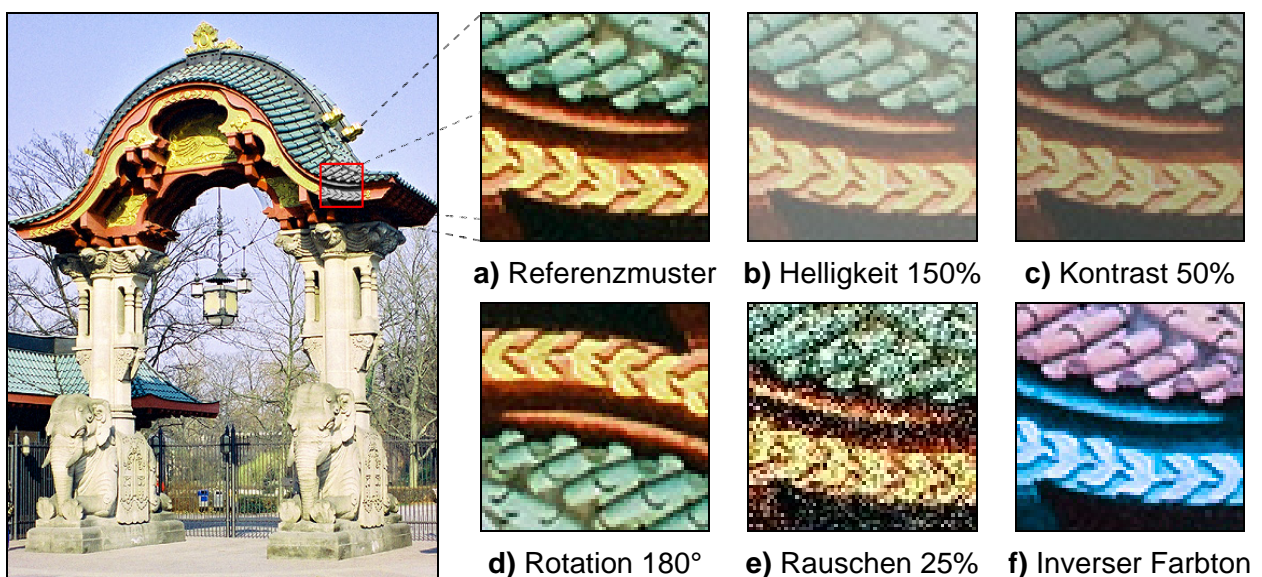 a) Referenzmuster
b) Helligkeit 150%
c) Kontrast 50%
d) Rotation 180°
e) Rauschen 25%
f) Inverser Farbton